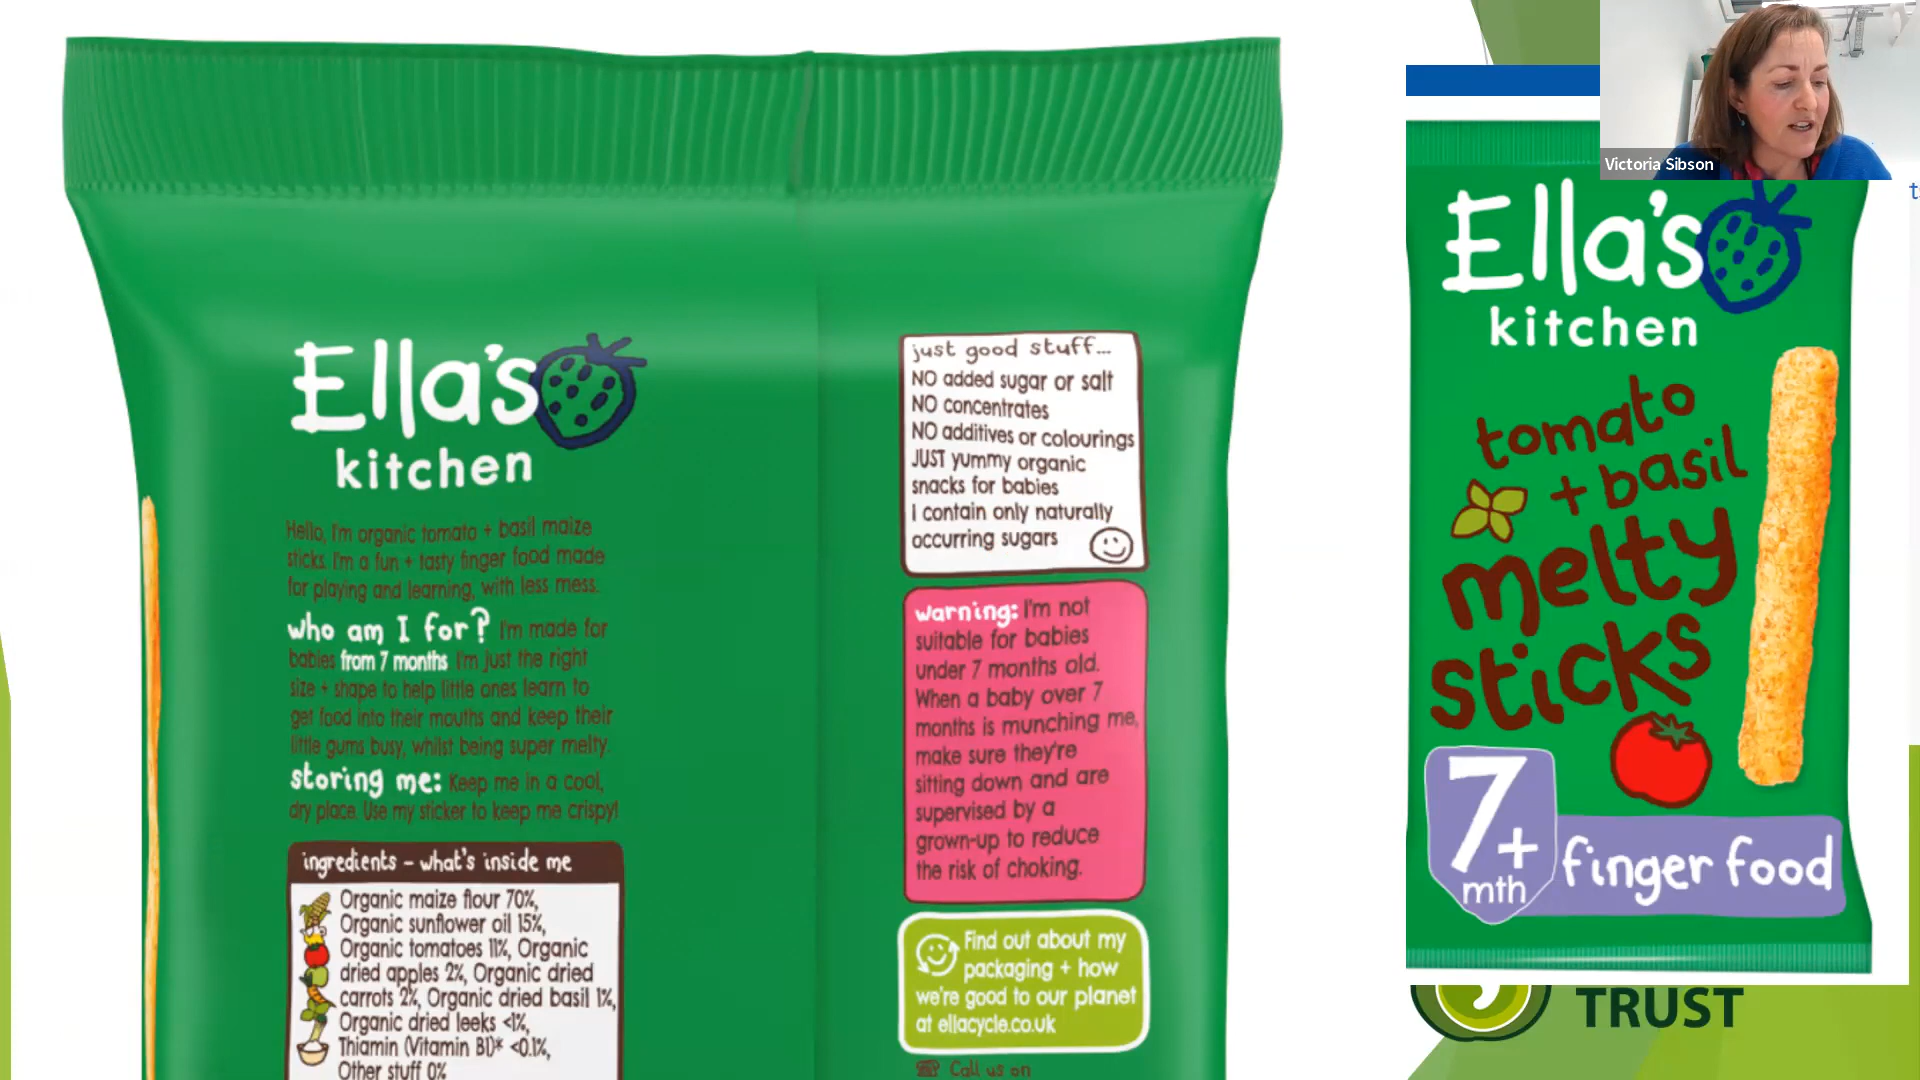 Ella's
kitchen
Hello, I'm organic tomato + basil maize
sticks. I'm a fun + tasty finger food made
for playing and learning, with less mess.
who am I for? I'm made for
babies from 7 months. I'm just the right
size + shape to help little ones learn to
get food into their mouths and keep their
little gums busy, whilst being super melty.
storing me: Keep me in a cool,
dry place. Use my sticker to keep me crispy!
ingredients - what's inside me
Organic maize flour 70%,
Organic sunflower oil 15%,
Organic tomatoes 11%, Organic
dried apples 2%, Organic dried
carrots 2%, Organic dried basil 1%,
Organic dried leeks <1%,
Thiamin (Vitamin B1)* <0.1%,
Other stuff 0%
just good stuff...
NO added sugar or salt
NO concentrates
NO additives or colourings
JUST yummy organic
snacks for babies
I contain only naturally
occurring sugars
warning: I'm not
suitable for babies
under 7 months old.
When a baby over 7
months is munching me,
make sure they're
sitting down and are
supervised by a
grown-up to reduce
the risk of choking.
Find out about my
packaging + how
we're good to our planet
at ellacycle.co.uk
Call us on
Victoria Sibson
Ella's
kitchen
tomato
+ basil
melty
sticks
7+
mth
finger food
TRUST